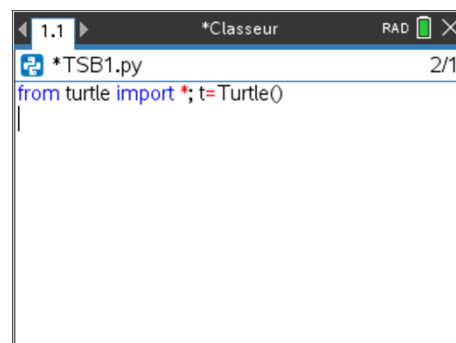 1.1 *Classeur RAD
*TSB1.py 2/1
from turtle import *; t=Turtle()